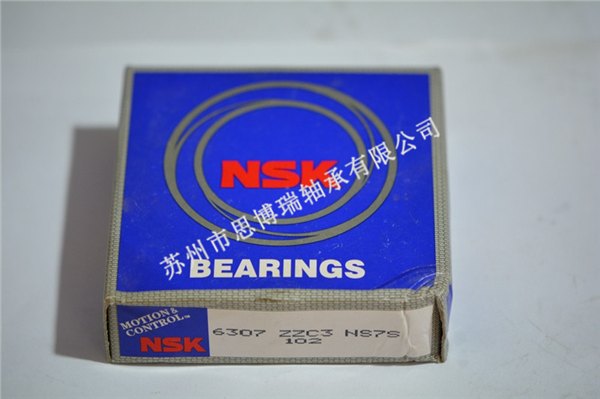 NSK
苏州市思博瑞轴承有限公司
BEARINGS
MOTION &
CONTROL™
NSK
6307 ZZC3 NS7S
102